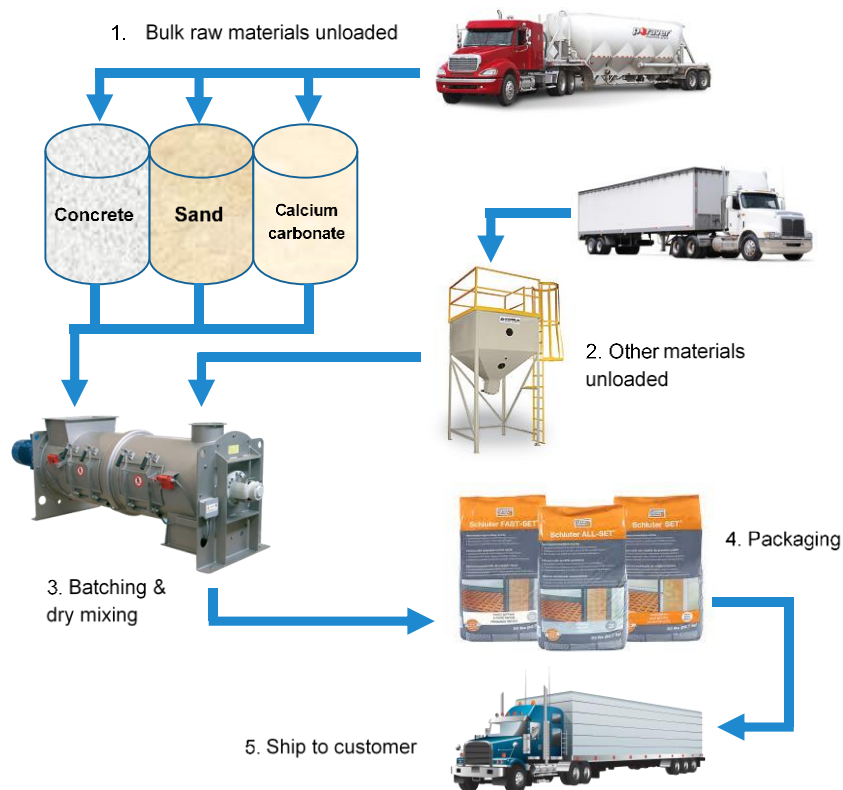 1. Bulk raw materials unloaded
poraver
Concrete
Sand
Calcium
carbonate
2. Other materials
unloaded
Schluter FAST-SET
Schluter ALL-SET
Schluter SET
4. Packaging
3. Batching &
dry mixing
5. Ship to customer